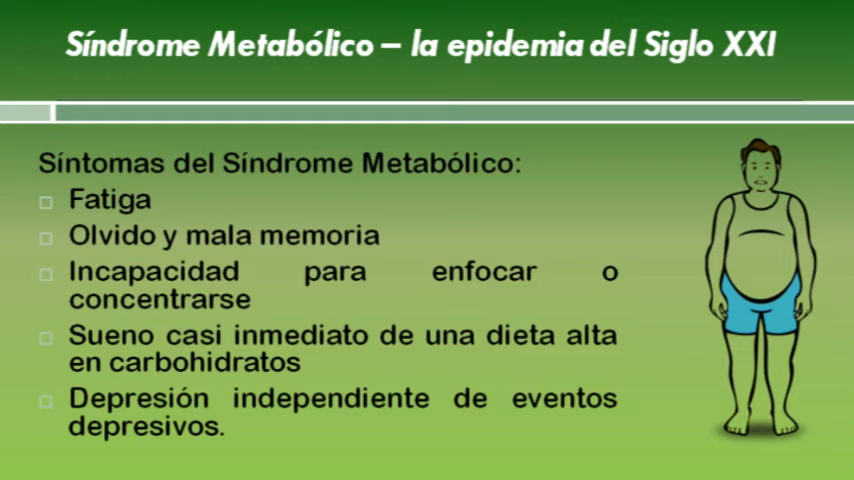 Síndrome Metabólico – la epidemia del Siglo XXI
Síntomas del Síndrome Metabólico:
Fatiga
Olvido y mala memoria
Incapacidad para enfocar o
concentrarse
Sueno casi inmediato de una dieta alta
en carbohidratos
Depresión independiente de eventos
depresivos.